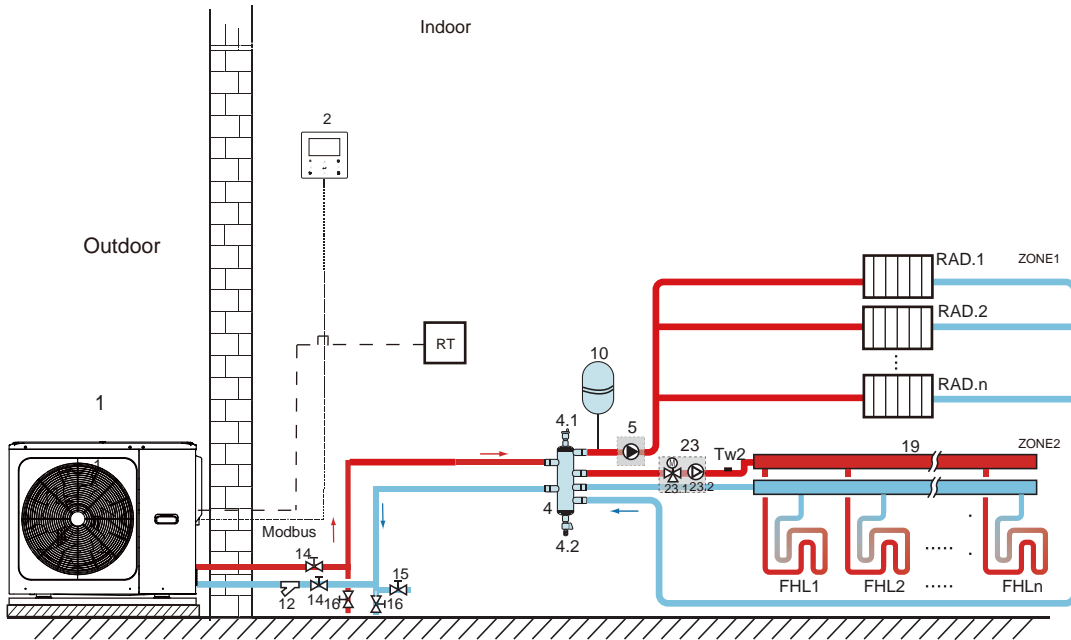 Indoor
2
Outdoor
RAD.1
ZONE1
RAD.2
RT
10
RAD.n
1
4.1
5
23
19
ZONE2
Tw2
M
23.1
23.2
4
Modbus
4.2
14
15
12
14
16
16
FHL1
FHL2
FHLn